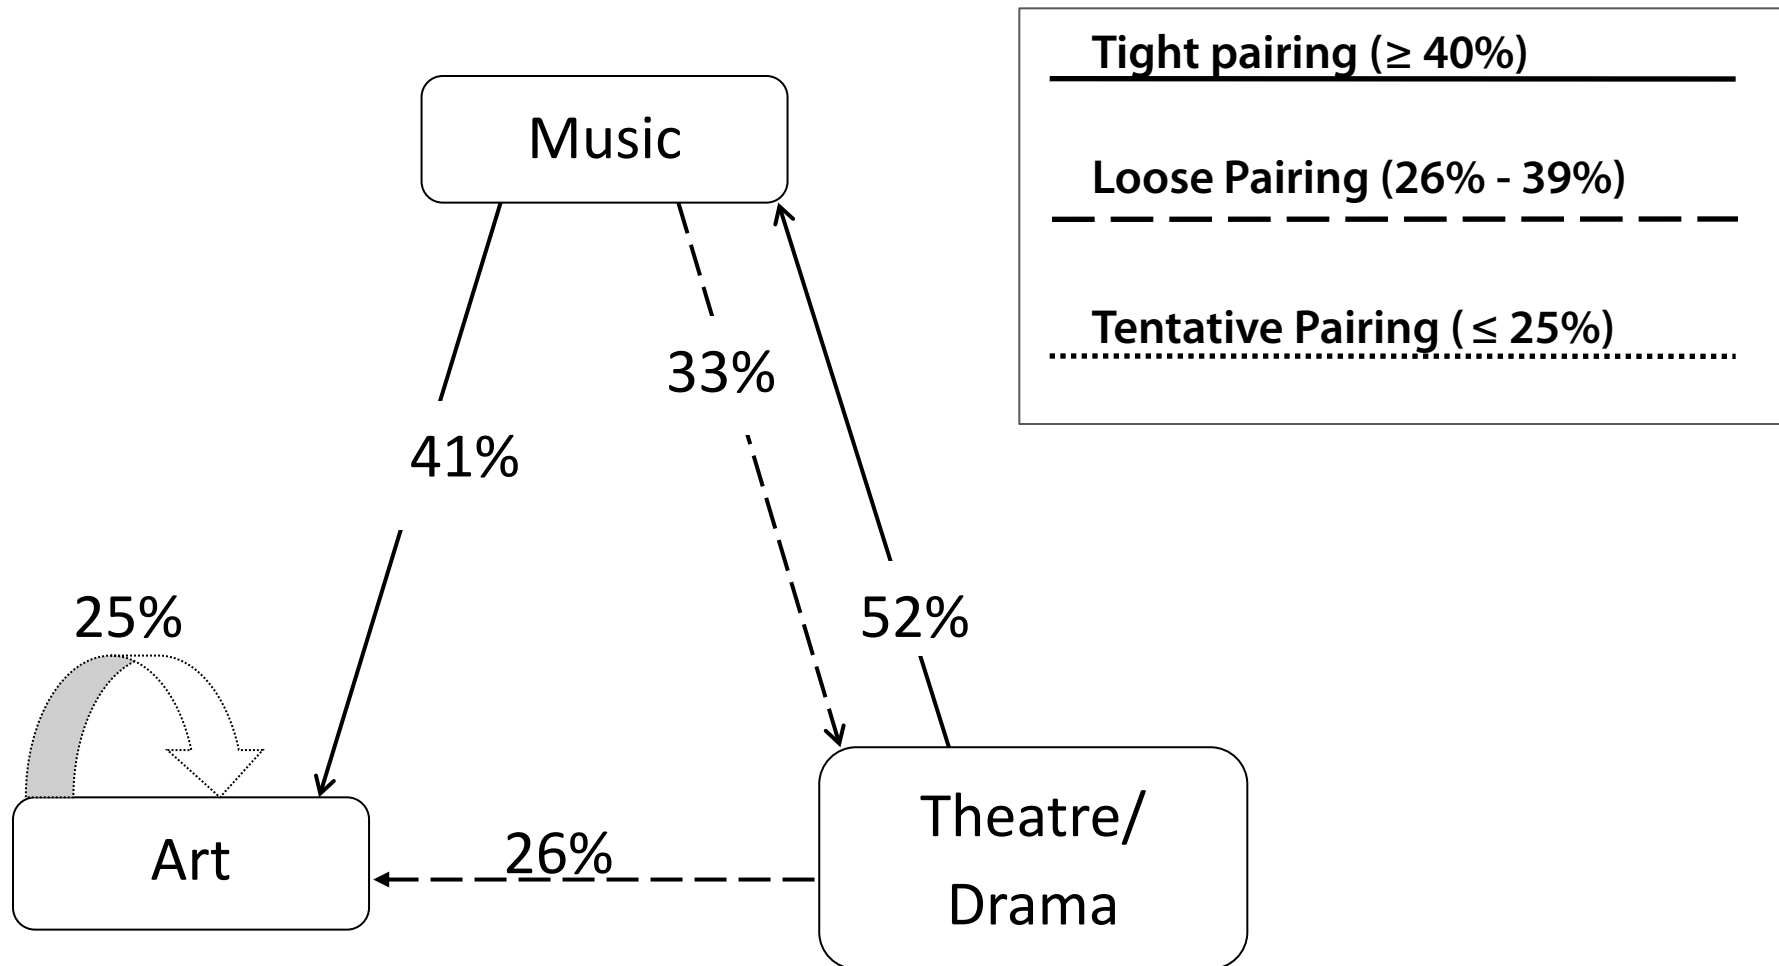 Tight pairing (≥ 40%)
Music
Loose Pairing (26% - 39%)
Tentative Pairing ( ≤ 25%)
33%
41%
25%
52%
Theatre/
Drama
26%
Art